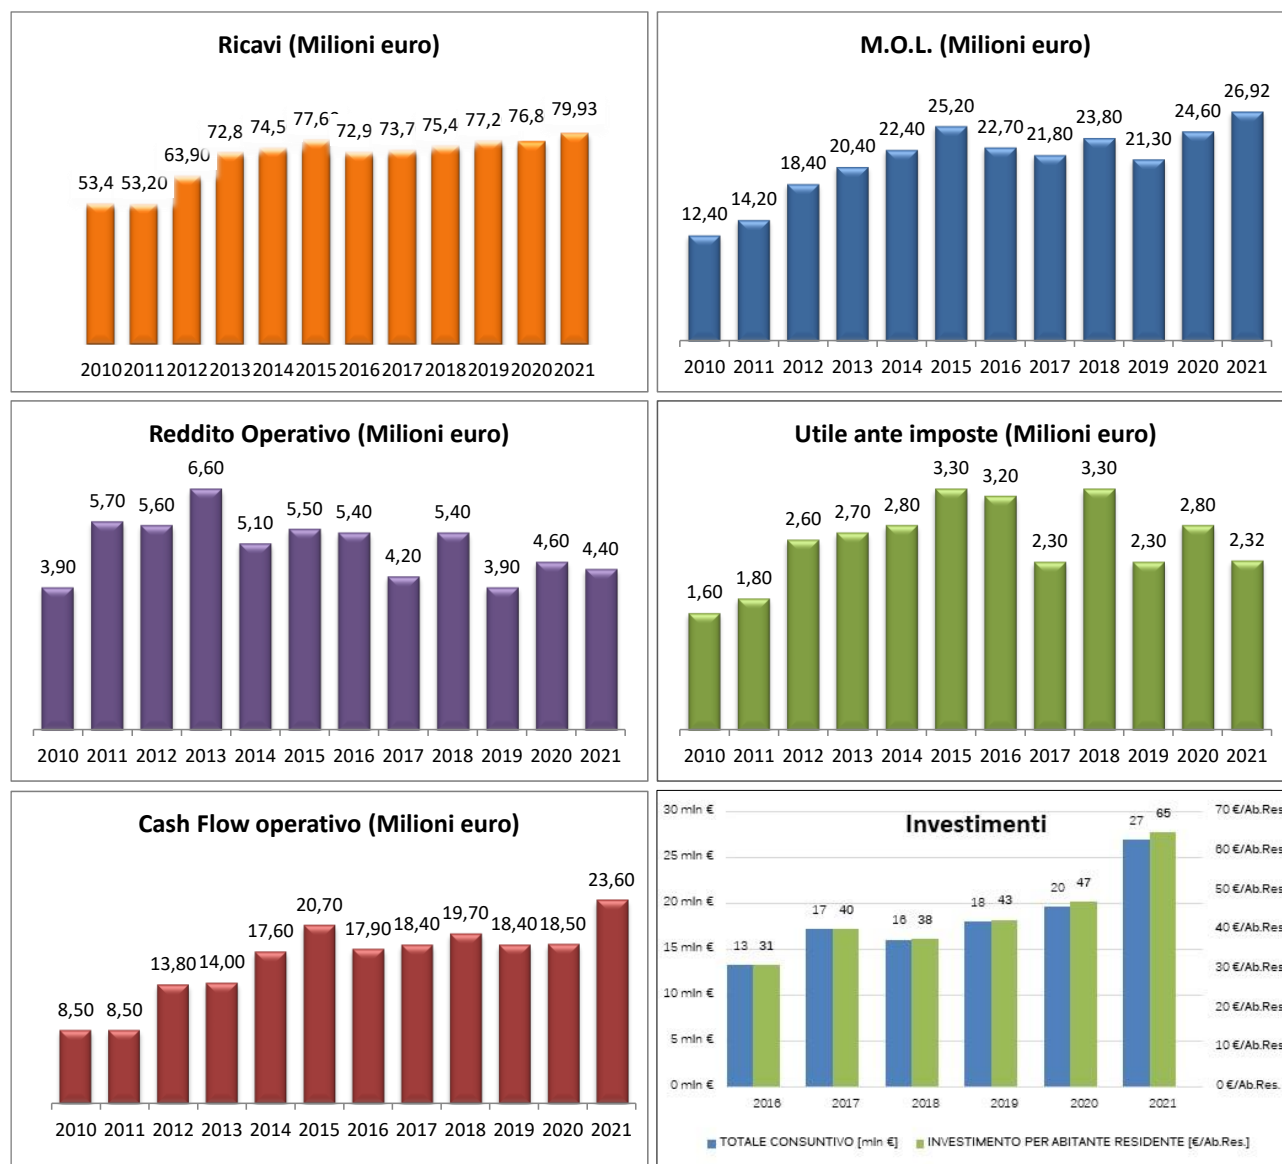 Ricavi (Milioni euro)
53,4 53,20 63,90 72,8 74,5 77,6 72,9 73,7 75,4 77,2 76,8 79,93
2010 2011 2012 2013 2014 2015 2016 2017 2018 2019 2020 2021
M.O.L. (Milioni euro)
12,40 14,20 18,40 20,40 22,40 25,20 22,70 21,80 23,80 21,30 24,60 26,92
2010 2011 2012 2013 2014 2015 2016 2017 2018 2019 2020 2021
Reddito Operativo (Milioni euro)
3,90 5,70 5,60 6,60 5,10 5,50 5,40 4,20 5,40 3,90 4,60 4,40
2010 2011 2012 2013 2014 2015 2016 2017 2018 2019 2020 2021
Utile ante imposte (Milioni euro)
1,60 1,80 2,60 2,70 2,80 3,30 3,20 2,30 3,30 2,30 2,80 2,32
2010 2011 2012 2013 2014 2015 2016 2017 2018 2019 2020 2021
Cash Flow operativo (Milioni euro)
8,50 8,50 13,80 14,00 17,60 20,70 17,90 18,40 19,70 18,40 18,50 23,60
2010 2011 2012 2013 2014 2015 2016 2017 2018 2019 2020 2021
Investimenti
30 mln €
25 mln €
20 mln €
15 mln €
10 mln €
5 mln €
0 mln €
13 31 17 40 16 38 18 43 20 47 27 65
70 €/Ab.Res
60 €/Ab.Res
50 €/Ab.Res
40 €/Ab.Res
30 €/Ab.Res
20 €/Ab.Res
10 €/Ab.Res
0 €/Ab.Res.
2016 2017 2018 2019 2020 2021
TOTALE CONSUNTIVO [mln €] INVESTIMENTO PER ABITANTE RESIDENTE [€/Ab.Res.]